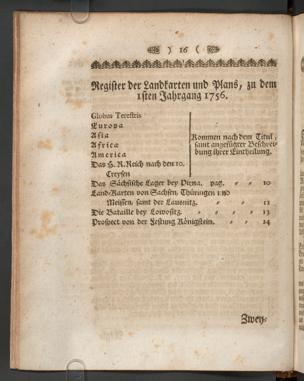 ) 16 (
Register der Landkarten und Plans, zu dem
1sten Jahrgang 1756.
Globus Terrestris
Europa
Asia
Africa
America
Das H. R. Reich nach den 10.
Creysen
Kommen nach dem Titul,
samt angefügter Beschrei-
bung ihrer Eintheilung.
Das Sächsische Lager bey Pirna. pag. 10
Land-Karten von Sachsen, Thüringen und
Meissen, samt der Lausnitz. 11
Die Bataille bey Lowositz. 13
Prospect von der Festung Königstein. 14
Zwey-